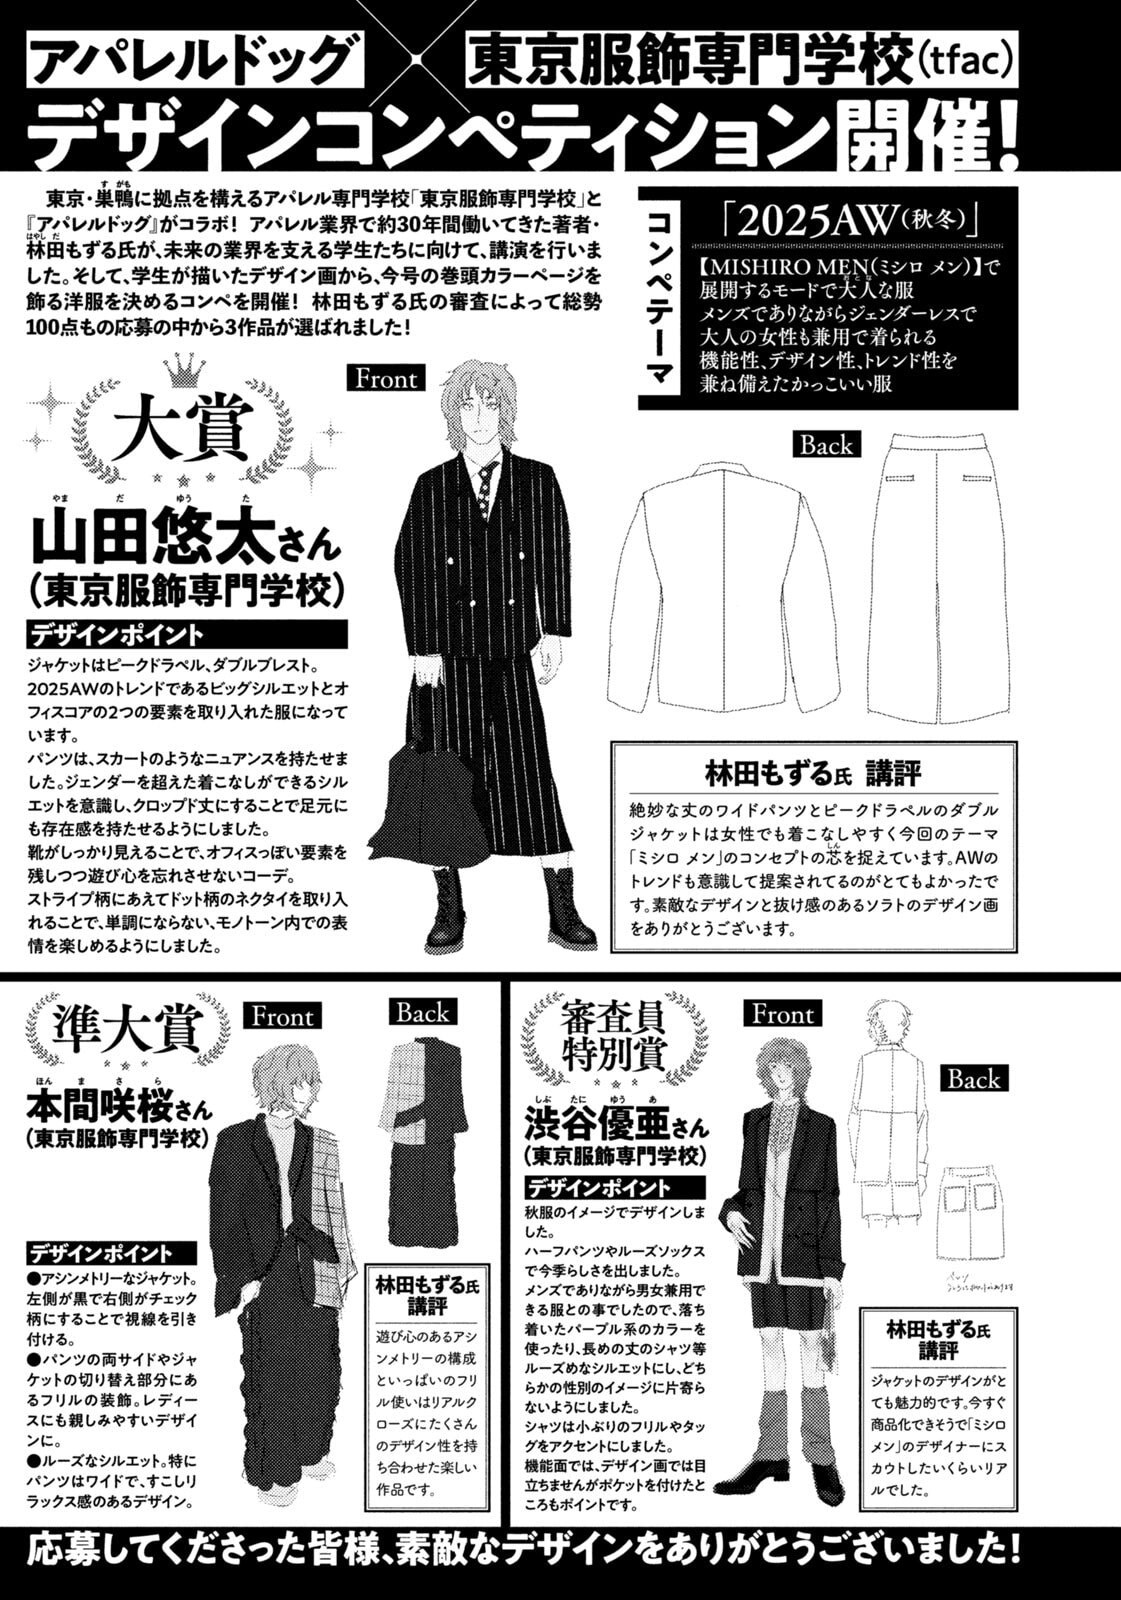 アパレルドッグ × 東京服飾専門学校(tfac)
デザインコンペティション開催!
東京・巣鴨に拠点を構えるアパレル専門学校「東京服飾専門学校」と
『アパレルドッグ』がコラボ! アパレル業界で約30年間働いてきた著者・
林田もずる氏が、未来の業界を支える学生たちに向けて、講演を行いま
した。そして、学生が描いたデザイン画から、今号の巻頭カラーページを
飾る洋服を決めるコンペを開催! 林田もずる氏の審査によって総勢
100点もの応募の中から3作品が選ばれました!
コンペテーマ
「2025AW(秋冬)」
【MISHIRO MEN(ミシロ メン)】で
展開するモードで大人な服
メンズでありながらジェンダーレスで
大人の女性も兼用で着られる
機能性、デザイン性、トレンド性を
兼ね備えたかっこいい服
大賞
山田悠太さん
(東京服飾専門学校)
Front
Back
デザインポイント
ジャケットはピークドラペル、ダブルブレスト。
2025AWのトレンドであるビッグシルエットとオ
フィスコアの2つの要素を取り入れた服になって
います。
パンツは、スカートのようなニュアンスを持たせま
した。ジェンダーを超えた着こなしができるシル
エットを意識し、クロップド丈にすることで足元に
も存在感を持たせるようにしました。
靴がしっかり見えることで、オフィスっぽい要素を
残しつつ遊び心を忘れさせないコーデ。
ストライプ柄にあえてドット柄のネクタイを取り入
れることで、単調にならない、モノトーン内での表
情を楽しめるようにしました。
林田もずる氏 講評
絶妙な丈のワイドパンツとピークドラペルのダブル
ジャケットは女性でも着こなしやすく今回のテーマ
「ミシロ メン」のコンセプトの芯を捉えています。AWの
トレンドも意識して提案されてるのがとてもよかったで
す。素敵なデザインと抜け感のあるソラトのデザイン画
をありがとうございます。
準大賞
本間咲桜さん
(東京服飾専門学校)
Front
Back
デザインポイント
●アシンメトリーなジャケット。
左側が黒で右側がチェック
柄にすることで視線を引き
付ける。
●パンツの両サイドやジャ
ケットの切り替え部分にあ
るフリルの装飾。レディー
スにも親しみやすいデザイ
ンに。
●ルーズなシルエット。特に
パンツはワイドで、すこしリ
ラックス感のあるデザイン。
林田もずる氏
講評
遊び心のあるアシ
ンメトリーの構成
といっぱいのフリ
ル使いはリアルク
ローズにたくさん
のデザイン性を持
ち合わせた楽しい
作品です。
審査員
特別賞
渋谷優亜さん
(東京服飾専門学校)
Front
Back
デザインポイント
秋服のイメージでデザインしま
した。
ハーフパンツやルーズソックス
で今季らしさを出しました。
メンズでありながら男女兼用で
きる服との事でしたので、落ち
着いたパープル系のカラーを
使ったり、長めの丈のシャツ等
ルーズめなシルエットにし、どち
らかの性別のイメージに片寄ら
ないようにしました。
シャツは小ぶりのフリルやタッ
グをアクセントにしました。
機能面では、デザイン画では目
立ちませんがポケットを付けたと
ころもポイントです。
林田もずる氏
講評
ジャケットのデザインがと
ても魅力的です。今すぐ
商品化できそうで「ミシロ
メン」のデザイナーにス
カウトしたいくらいリア
ルでした。
応募してくださった皆様、素敵なデザインをありがとうございました!